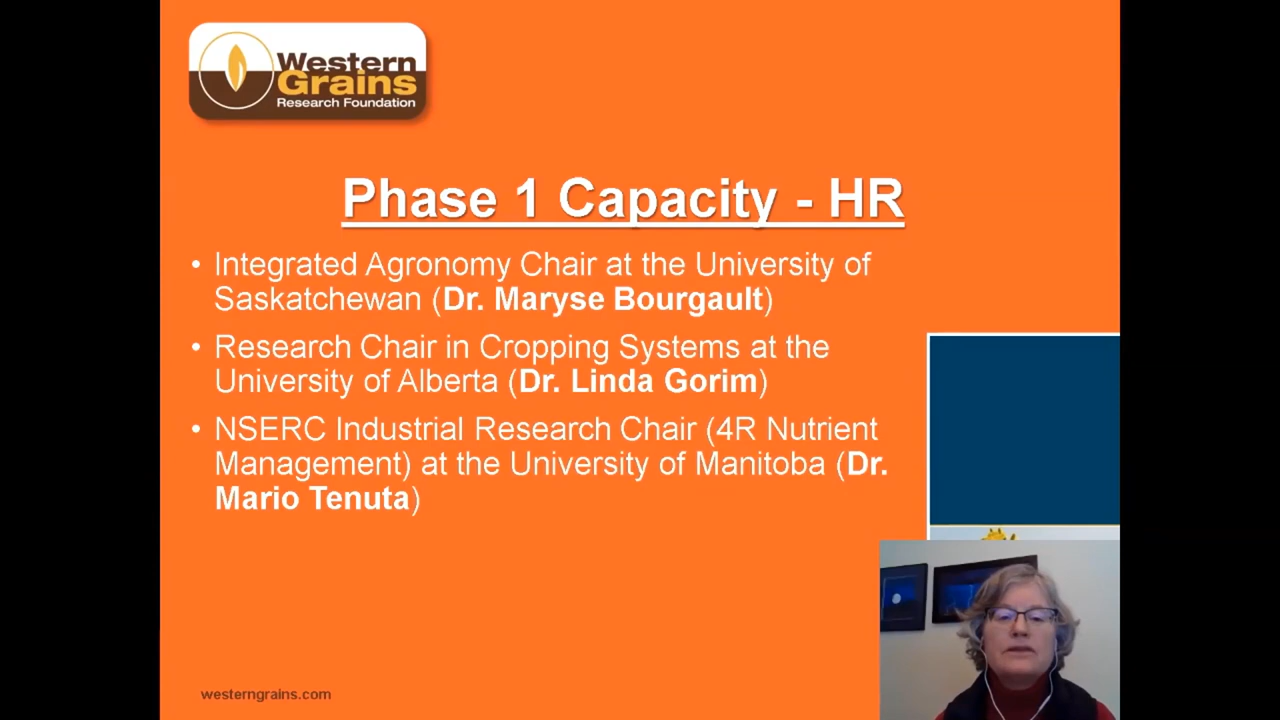 Western
Grains
Research Foundation
Phase 1 Capacity - HR
• Integrated Agronomy Chair at the University of
Saskatchewan (Dr. Maryse Bourgault)
• Research Chair in Cropping Systems at the
University of Alberta (Dr. Linda Gorim)
• NSERC Industrial Research Chair (4R Nutrient
Management) at the University of Manitoba (Dr.
Mario Tenuta)
westerngrains.com